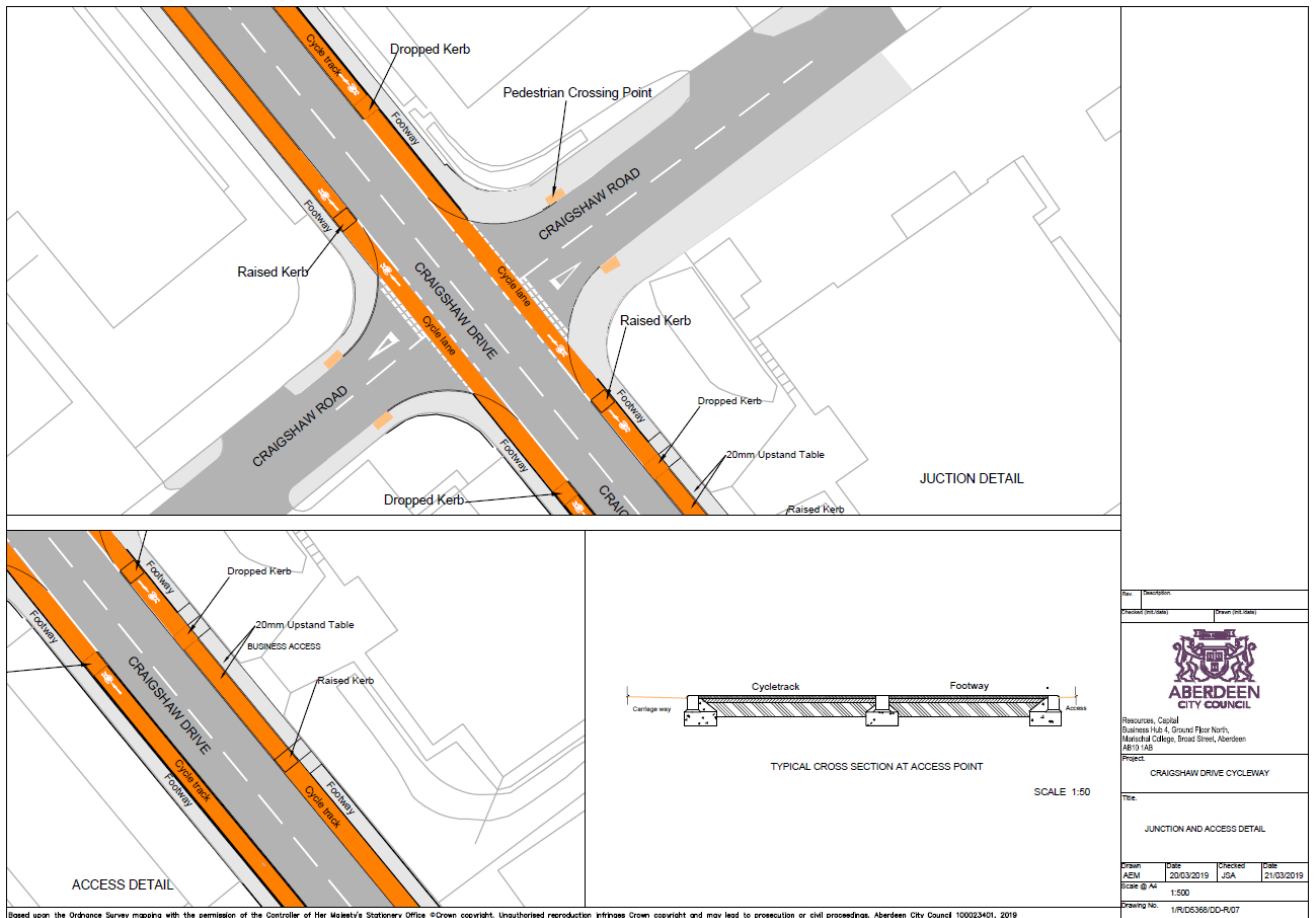 Cycle track
Dropped Kerb
Footway
Pedestrian Crossing Point
CRAIGSHAW ROAD
Footway
Raised Kerb
CRAIGSHAW DRIVE
Cycle lane
Cycle lane
Raised Kerb
CRAIGSHAW ROAD
Footway
Dropped Kerb
Footway
20mm Upstand Table
Dropped Kerb
CRAIG
JUCTION DETAIL
Raised Kerb
Footway
Dropped Kerb
20mm Upstand Table
BUSINESS ACCESS
Footway
CRAIGSHAW DRIVE
Raised Kerb
Cycle track
Footway
Cycle track
Footway
ACCESS DETAIL
Cycletrack
Footway
Carriage way
Access
TYPICAL CROSS SECTION AT ACCESS POINT
SCALE 1:50
Rev. Description.
Checked (init./date) Drawn (init./date)
ABERDEEN
CITY COUNCIL
Resources, Capital
Business Hub 4, Ground Floor North,
Marischal College, Broad Street, Aberdeen
AB10 1AB
Project.
CRAIGSHAW DRIVE CYCLEWAY
Title.
JUNCTION AND ACCESS DETAIL
Drawn Date Checked Date
AEM 20/03/2019 JSA 21/03/2019
Scale @ A4
1:500
Drawing No.
1/R/D5368/DD-R/07
Based upon the Ordnance Survey mapping with the permission of the Controller of Her Majesty's Stationery Office ©Crown copyright. Unauthorised reproduction infringes Crown copyright and may lead to prosecution or civil proceedings. Aberdeen City Council 100023401. 2019